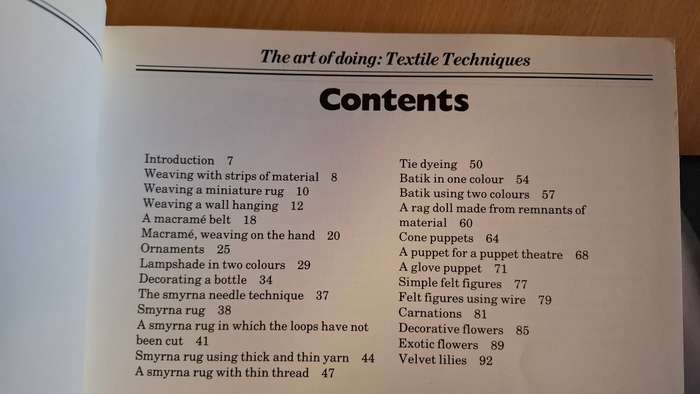 The art of doing: Textile Techniques
Contents
Introduction 7
Weaving with strips of material 8
Weaving a miniature rug 10
Weaving a wall hanging 12
A macramé belt 18
Macramé, weaving on the hand 20
Ornaments 25
Lampshade in two colours 29
Decorating a bottle 34
The smyrna needle technique 37
Smyrna rug 38
A smyrna rug in which the loops have not
been cut 41
Smyrna rug using thick and thin yarn 44
A smyrna rug with thin thread 47
Tie dyeing 50
Batik in one colour 54
Batik using two colours 57
A rag doll made from remnants of
material 60
Cone puppets 64
A puppet for a puppet theatre 68
A glove puppet 71
Simple felt figures 77
Felt figures using wire 79
Carnations 81
Decorative flowers 85
Exotic flowers 89
Velvet lilies 92